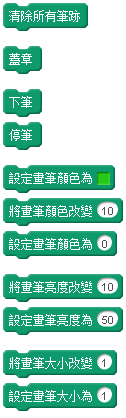 清除所有筆跡
蓋章
下筆
停筆
設定畫筆顏色為
將畫筆顏色改變 10
設定畫筆顏色為 0
將畫筆亮度改變 10
設定畫筆亮度為 50
將畫筆大小改變 1
設定畫筆大小為 1